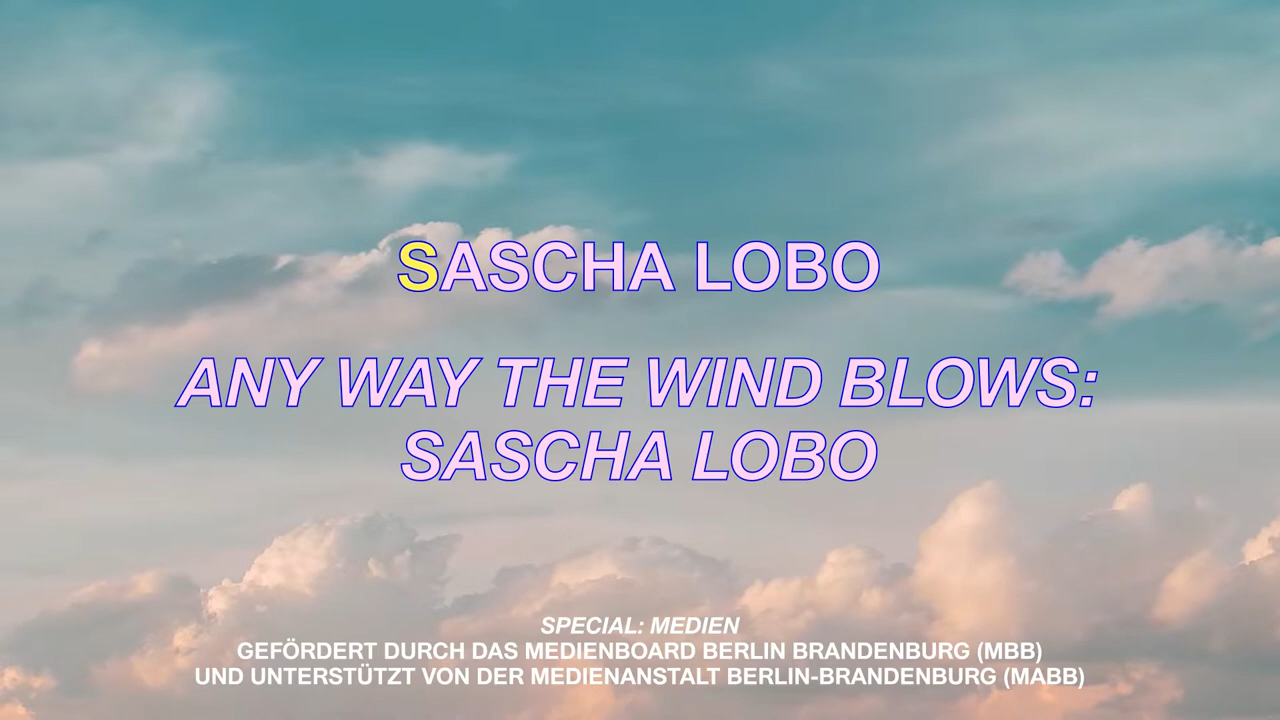 SASCHA LOBO
ANY WAY THE WIND BLOWS:
SASCHA LOBO
SPECIAL: MEDIEN
GEFÖRDERT DURCH DAS MEDIENBOARD BERLIN BRANDENBURG (MBB)
UND UNTERSTÜTZT VON DER MEDIENANSTALT BERLIN-BRANDENBURG (MABB)